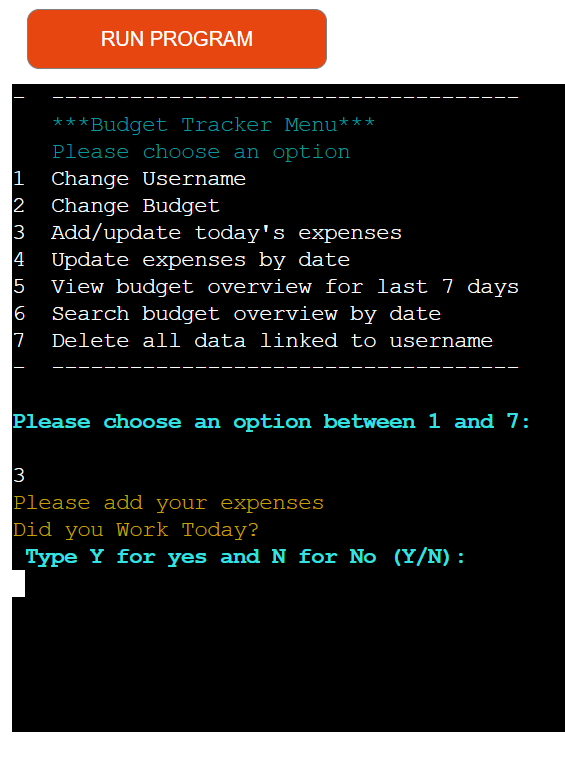 RUN PROGRAM
- ------------------------------------
***Budget Tracker Menu***
Please choose an option
1 Change Username
2 Change Budget
3 Add/update today's expenses
4 Update expenses by date
5 View budget overview for last 7 days
6 Search budget overview by date
7 Delete all data linked to username
- ------------------------------------
Please choose an option between 1 and 7:
3
Please add your expenses
Did you Work Today?
Type Y for yes and N for No (Y/N):